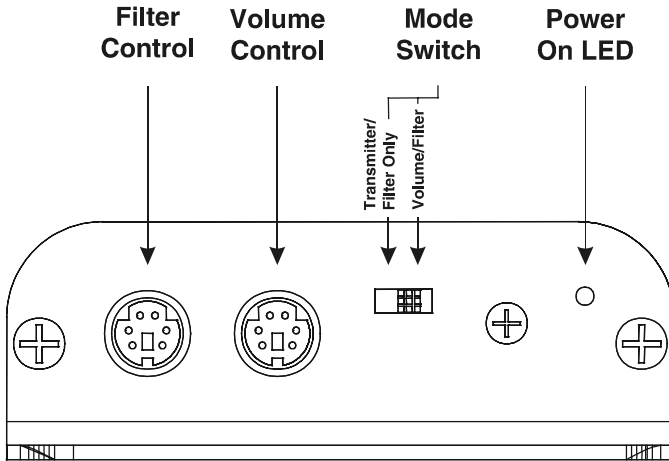 Filter
Control
Volume
Control
Mode
Switch
Power
On LED
Transmitter/
Filter Only
Volume/Filter